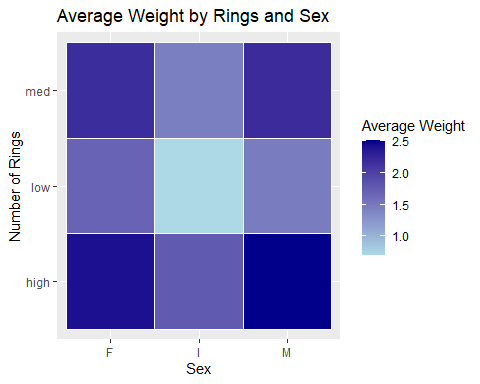 Average Weight by Rings and Sex
Number of Rings
med
low
high
F
I
M
Sex
Average Weight
2.5
2.0
1.5
1.0